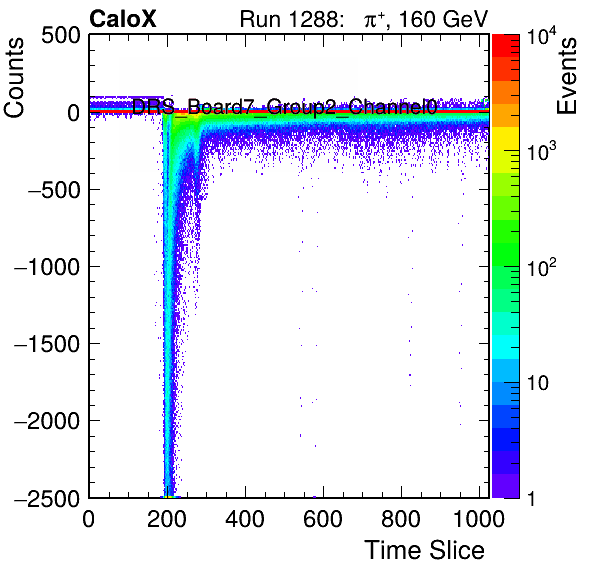 CaloX Run 1288: π⁺, 160 GeV
Counts
Events
500
0
−500
−1000
−1500
−2000
−2500
DRS_Board7_Group2_Channel0
10⁴
10³
10²
10
1
0 200 400 600 800 1000
Time Slice